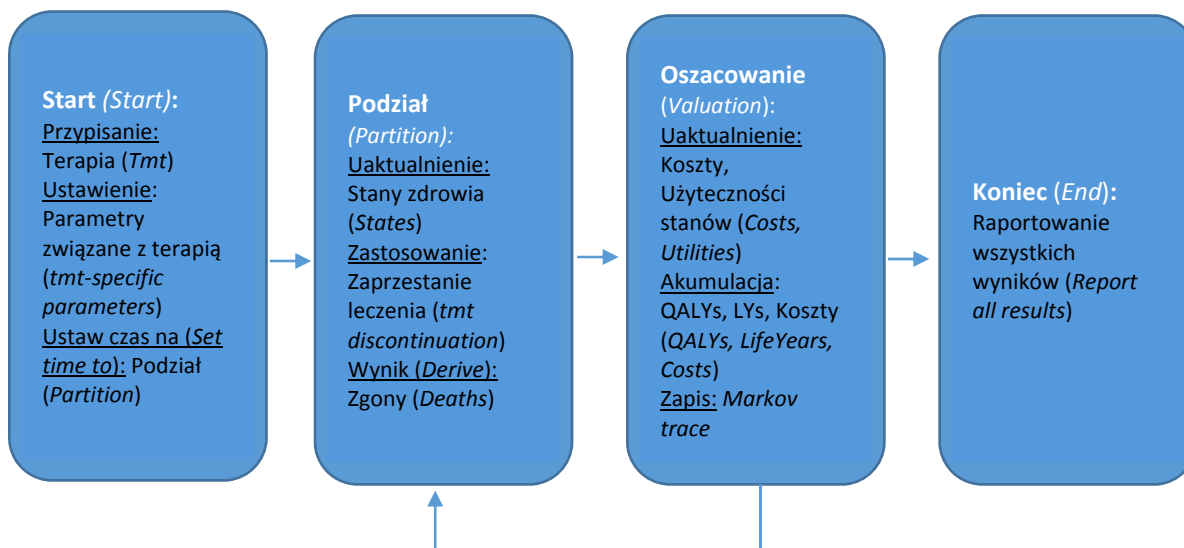 Start (Start):
Przypisanie:
Terapia (Tmt)
Ustawienie:
Parametry
związane z terapią
(tmt-specific
parameters)
Ustaw czas na (Set
time to): Podział
(Partition)
Podział
(Partition):
Uaktualnienie:
Stany zdrowia
(States)
Zastosowanie:
Zaprzestanie
leczenia (tmt
discontinuation)
Wynik (Derive):
Zgony (Deaths)
Oszacowanie
(Valuation):
Uaktualnienie:
Koszty,
Użyteczności
stanów (Costs,
Utilities)
Akumulacja:
QALYs, LYs, Koszty
(QALYs, LifeYears,
Costs)
Zapis: Markov
trace
Koniec (End):
Raportowanie
wszystkich
wyników (Report
all results)